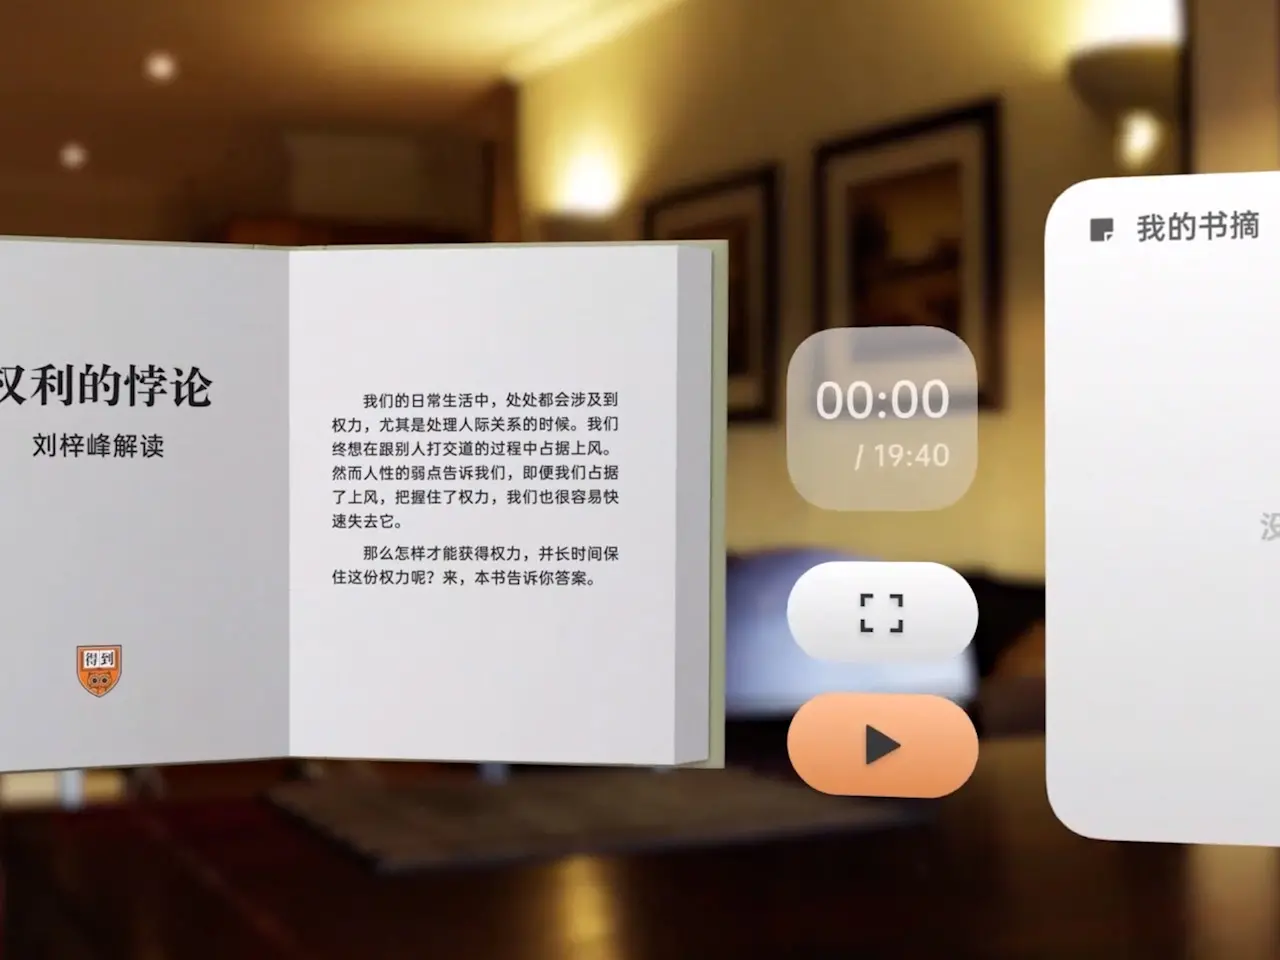 权利的悖论
刘梓峰解读
得到
我们的日常生活中，处处都会涉及到
权力，尤其是处理人际关系的时候。我们
终想在跟别人打交道的过程中占据上风。
然而人性的弱点告诉我们，即便我们占据
了上风，把握住了权力，我们也很容易快
速失去它。
那么怎样才能获得权力，并长时间保
住这份权力呢？来，本书告诉你答案。
00:00
/ 19:40
我的书摘
没